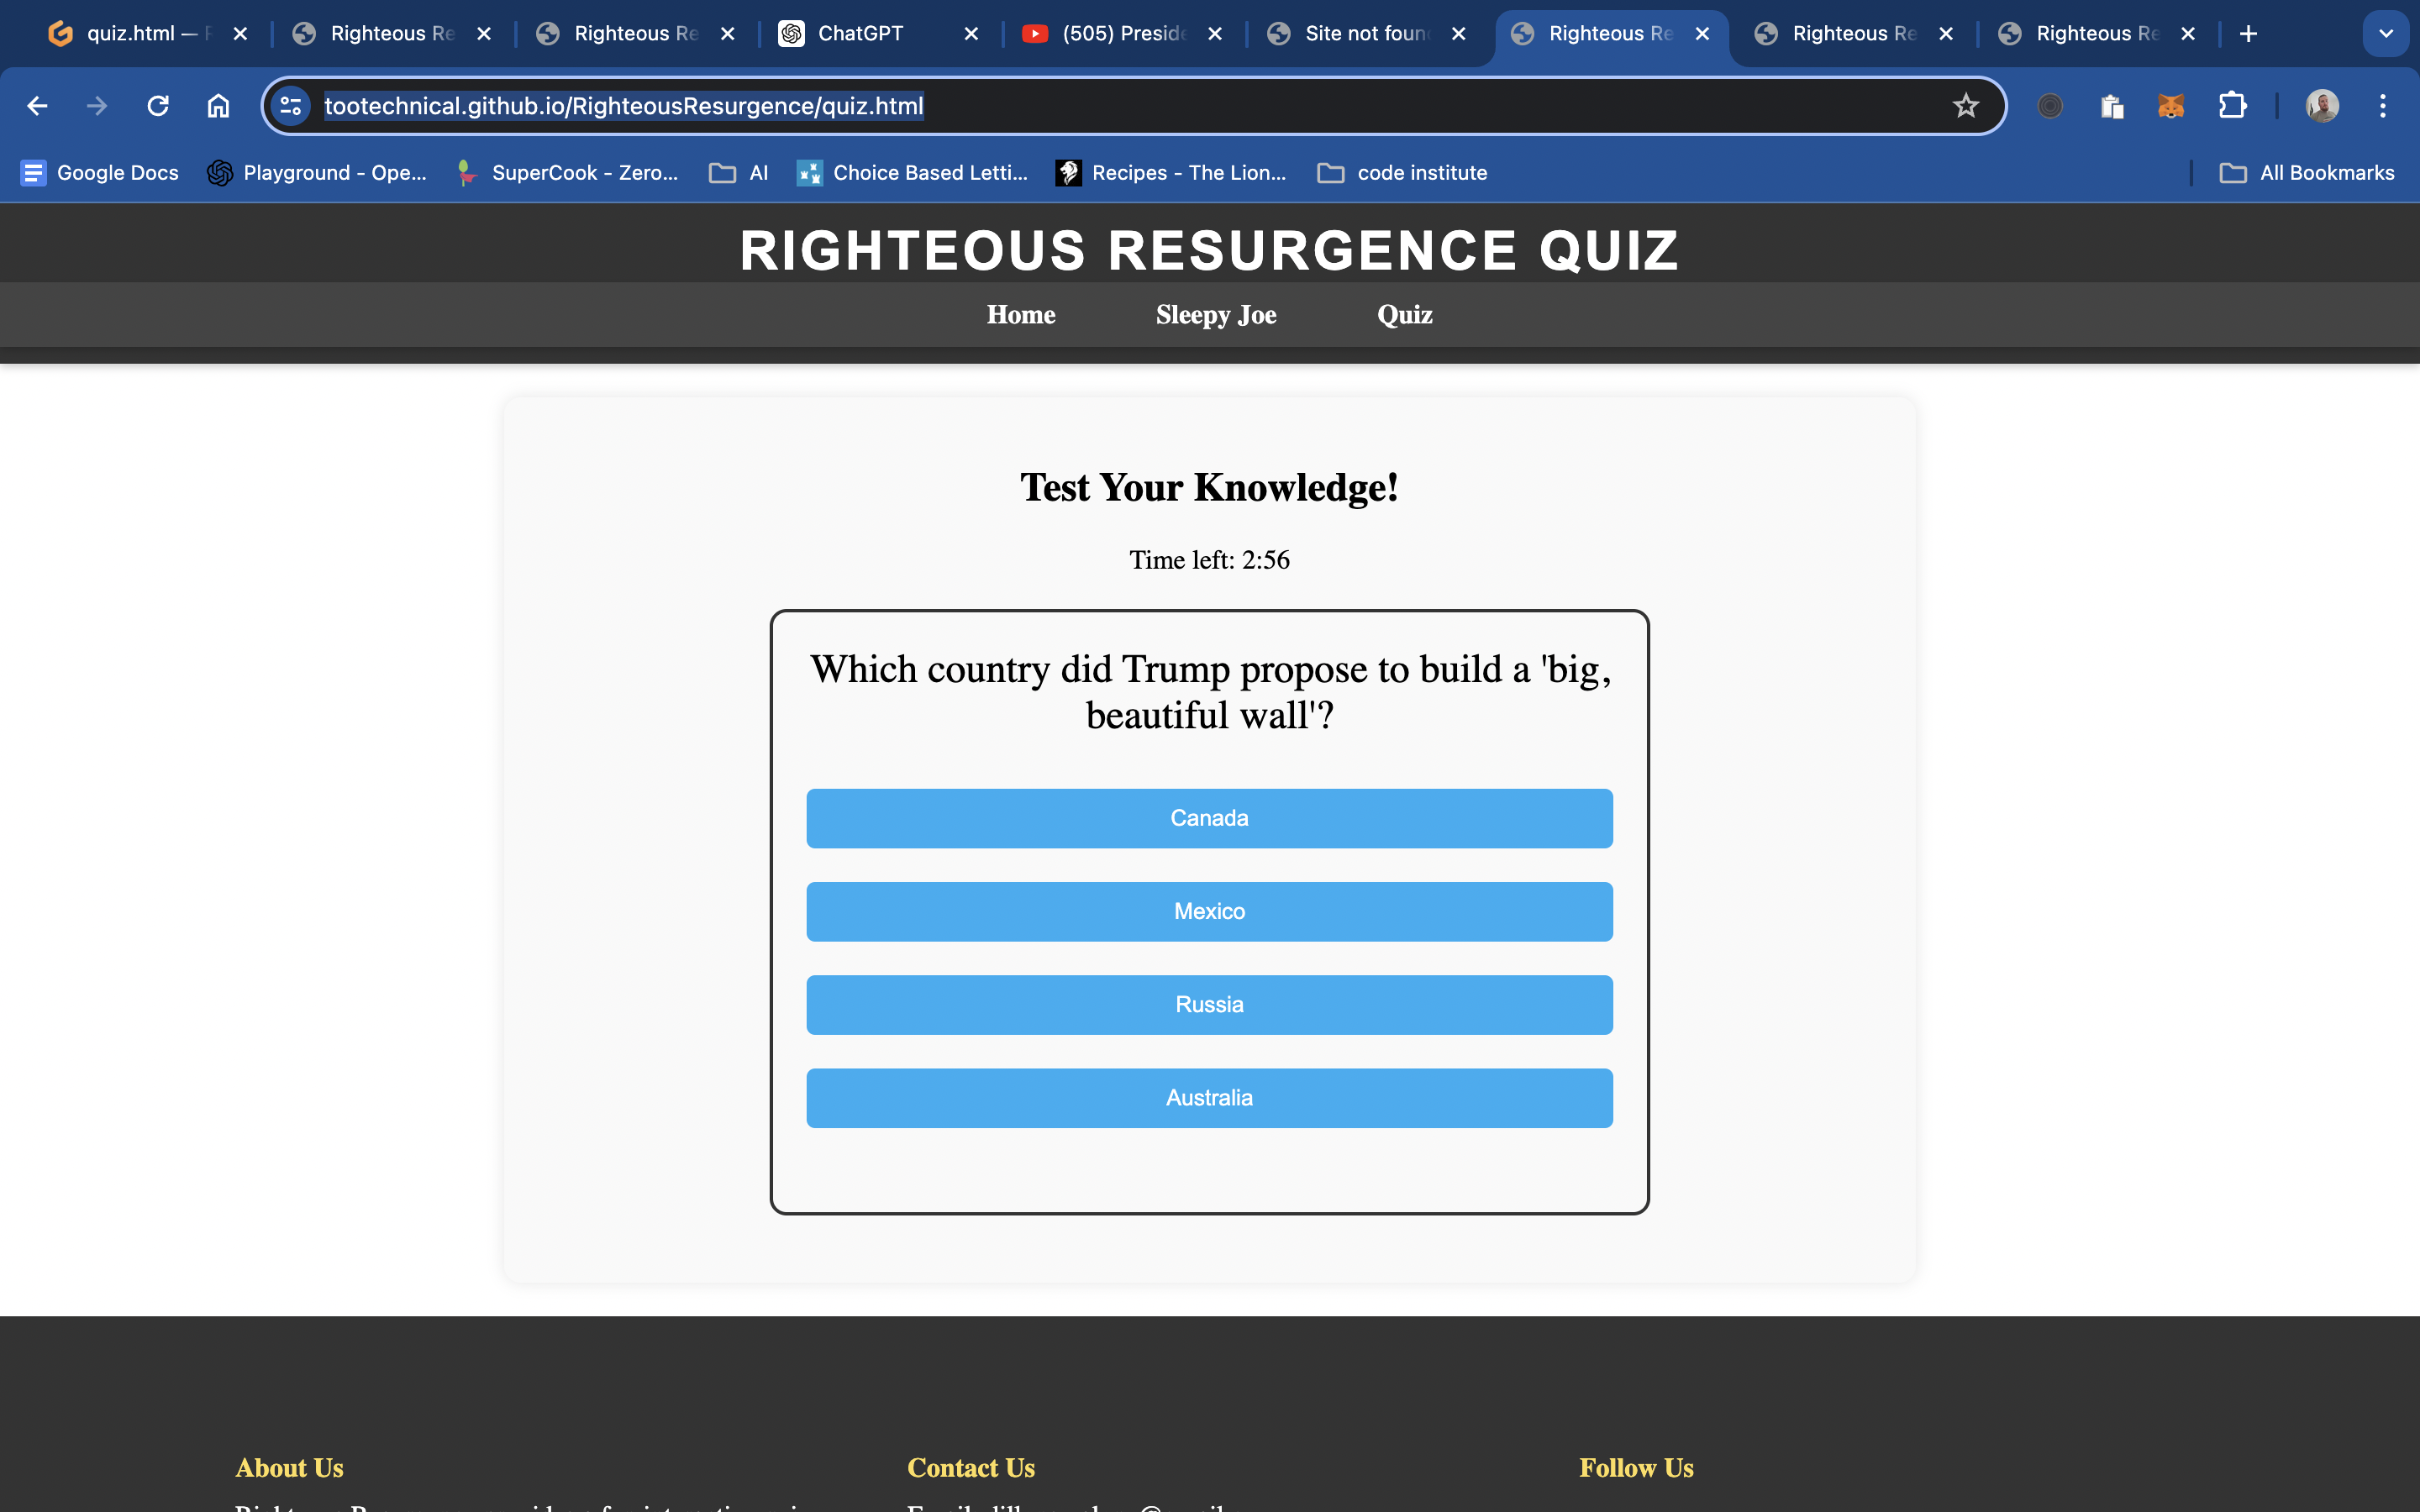 quiz.html —
Righteous Re
Righteous Re
ChatGPT
(505) Preside
Site not foun
Righteous Re
Righteous Re
Righteous Re
tootechnical.github.io/RighteousResurgence/quiz.html
Google Docs
Playground - Ope...
SuperCook - Zero...
AI
Choice Based Letti...
Recipes - The Lion...
code institute
All Bookmarks
RIGHTEOUS RESURGENCE QUIZ
Home Sleepy Joe Quiz
Test Your Knowledge!
Time left: 2:56
Which country did Trump propose to build a 'big,
beautiful wall'?
Canada
Mexico
Russia
Australia
About Us
Contact Us
Follow Us